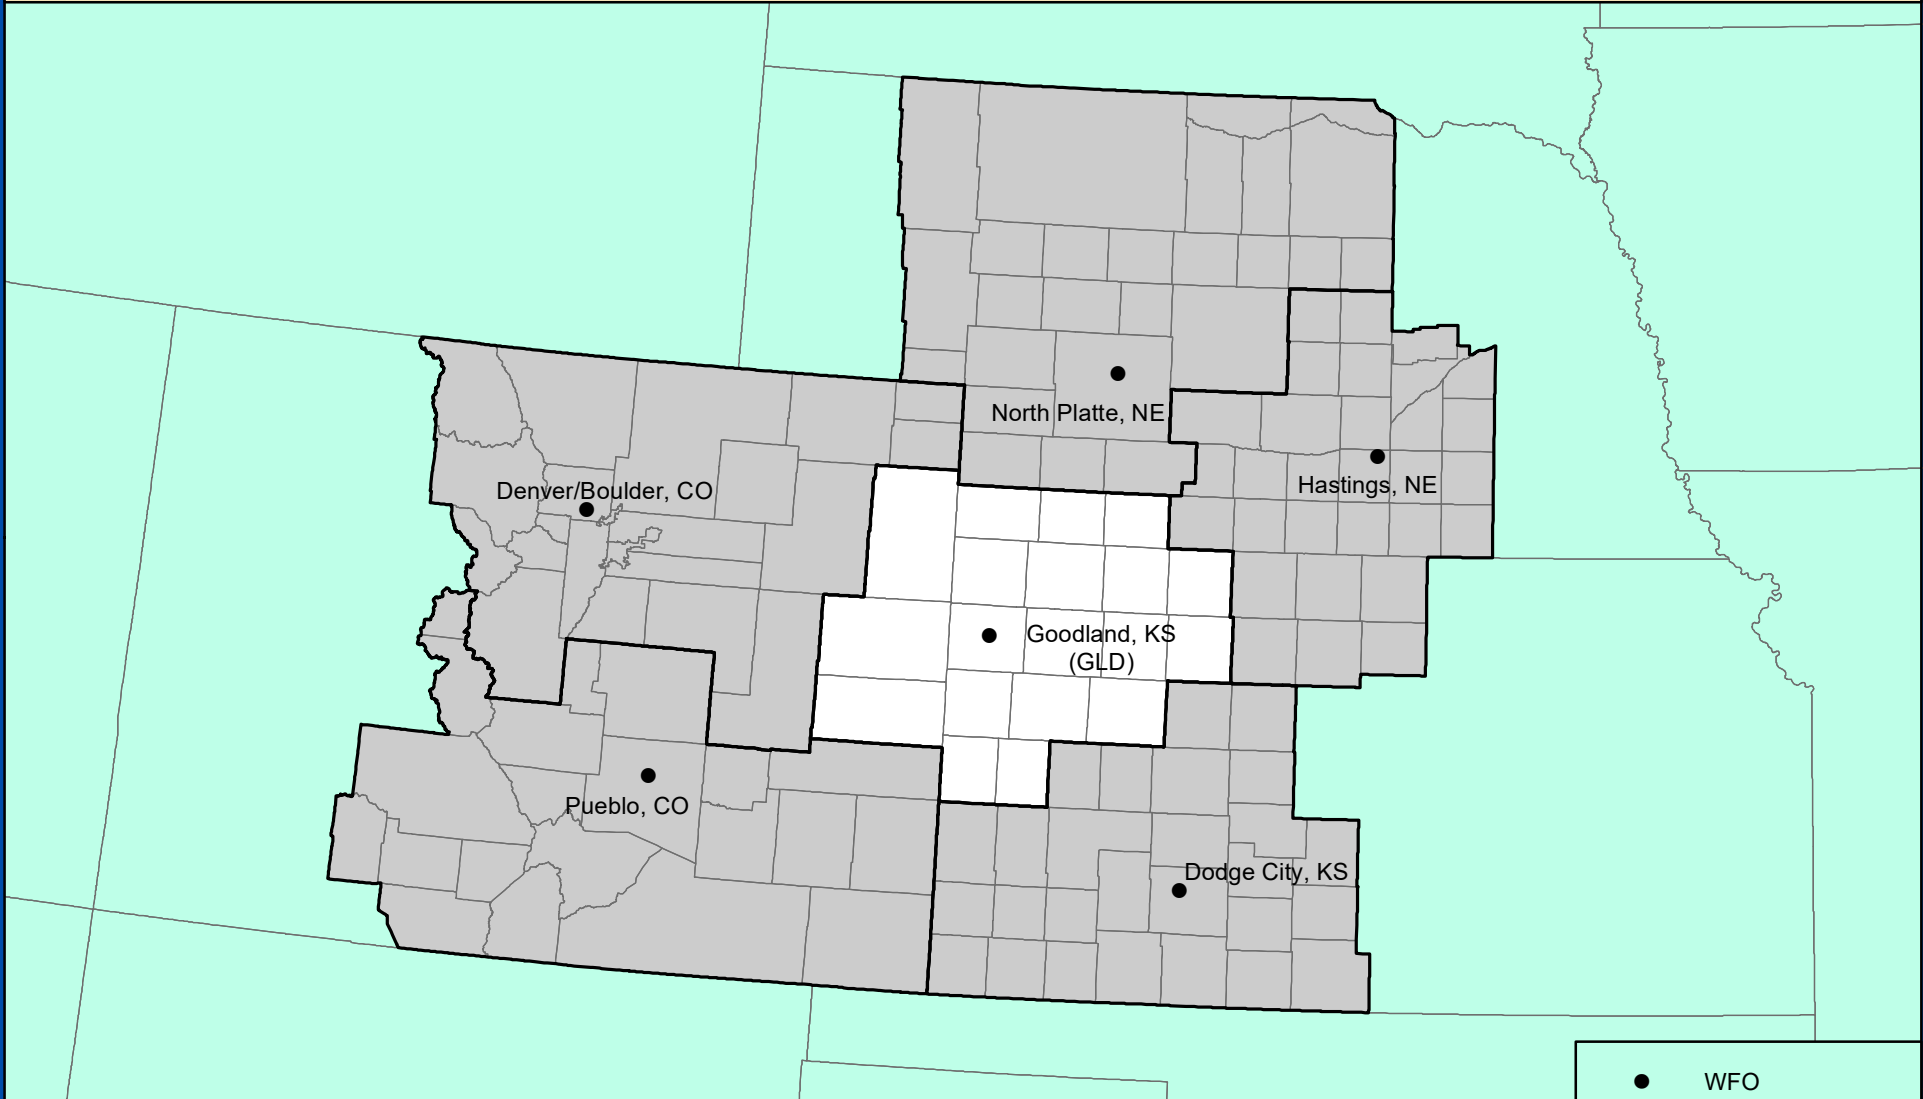 North Platte, NE
Hastings, NE
Denver/Boulder, CO
Goodland, KS
(GLD)
Pueblo, CO
Dodge City, KS
WFO